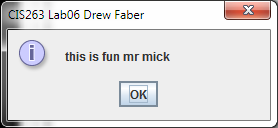 CIS263 Lab06 Drew Faber
this is fun mr mick
OK